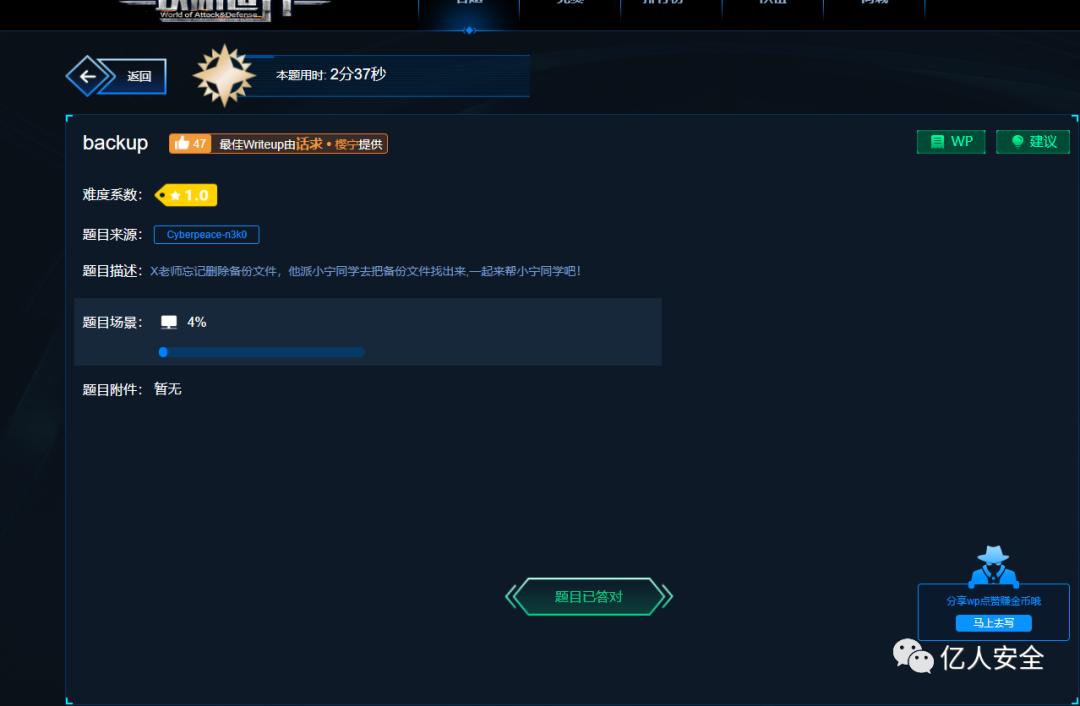 World of Attack&Defense
返回
本题用时: 2分37秒
backup
47
最佳Writeup由话求•樱宁提供
WP
建议
难度系数：
1.0
题目来源：
Cyberpeace-n3k0
题目描述：X老师忘记删除备份文件，他派小宁同学去把备份文件找出来,一起来帮小宁同学吧！
题目场景：
4%
题目附件：暂无
题目已答对
分享wp点赞赚金币哦
马上去写
亿人安全